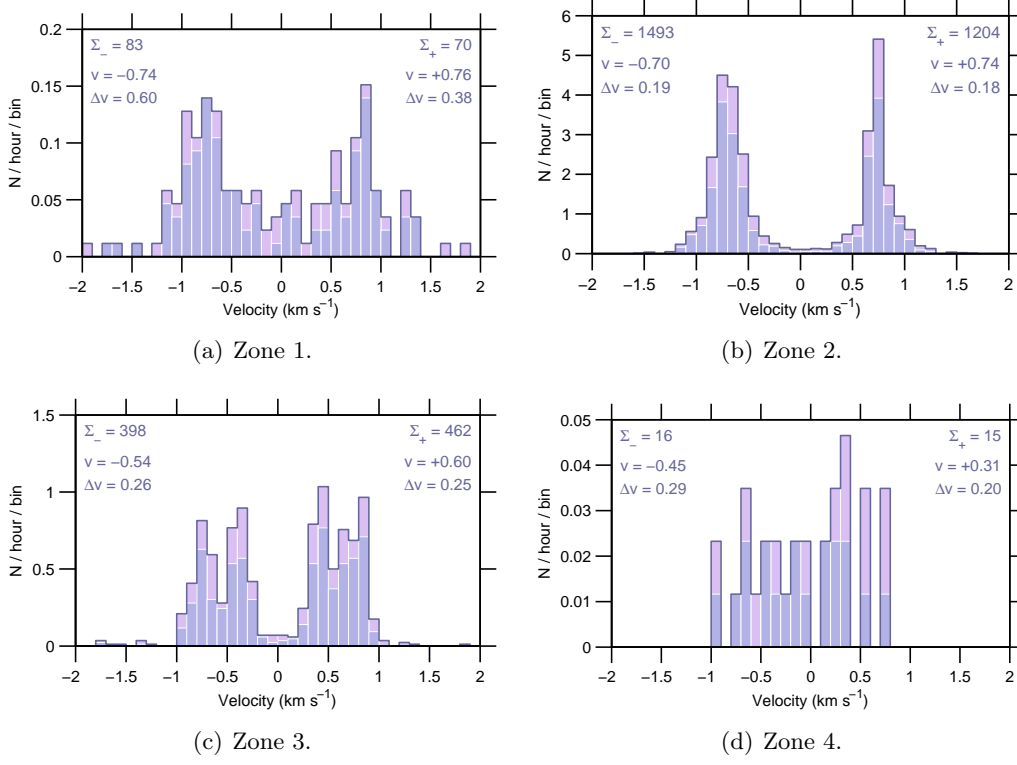 0.2
0.15
0.1
0.05
0
N / hour / bin
Σ₋ = 83
v = −0.74
Δv = 0.60
Σ₊ = 70
v = +0.76
Δv = 0.38
−2 −1.5 −1 −0.5 0 0.5 1 1.5 2
Velocity (km s⁻¹)
(a) Zone 1.
6
5
4
3
2
1
0
N / hour / bin
Σ₋ = 1493
v = −0.70
Δv = 0.19
Σ₊ = 1204
v = +0.74
Δv = 0.18
−2 −1.5 −1 −0.5 0 0.5 1 1.5 2
Velocity (km s⁻¹)
(b) Zone 2.
1.5
1
0.5
0
N / hour / bin
Σ₋ = 398
v = −0.54
Δv = 0.26
Σ₊ = 462
v = +0.60
Δv = 0.25
−2 −1.5 −1 −0.5 0 0.5 1 1.5 2
Velocity (km s⁻¹)
(c) Zone 3.
0.05
0.04
0.03
0.02
0.01
0
N / hour / bin
Σ₋ = 16
v = −0.45
Δv = 0.29
Σ₊ = 15
v = +0.31
Δv = 0.20
−2 −1.5 −1 −0.5 0 0.5 1 1.5 2
Velocity (km s⁻¹)
(d) Zone 4.